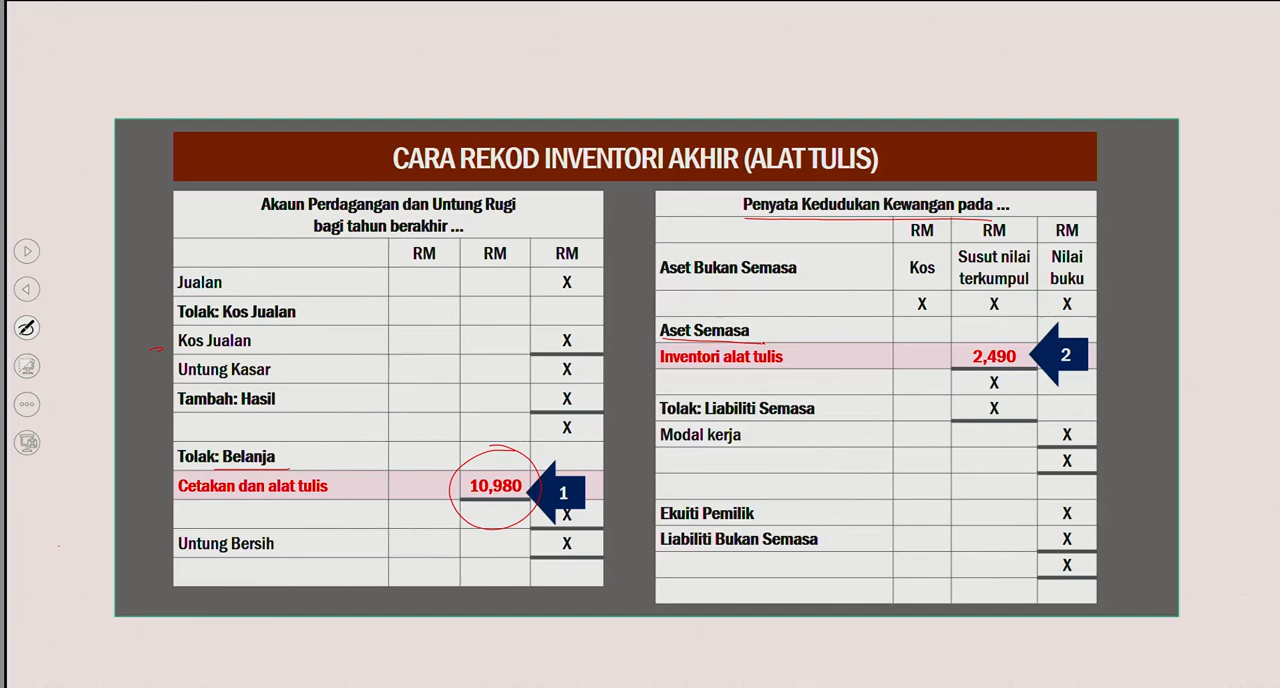 CARA REKOD INVENTORI AKHIR (ALAT TULIS)
Akaun Perdagangan dan Untung Rugi
bagi tahun berakhir ...
RM RM RM
Jualan X
Tolak: Kos Jualan
Kos Jualan X
Untung Kasar X
Tambah: Hasil X
X
Tolak: Belanja
Cetakan dan alat tulis 10,980 1
X
Untung Bersih X
Penyata Kedudukan Kewangan pada ...
RM RM RM
Aset Bukan Semasa Kos Susut nilai terkumpul Nilai buku
X X X
Aset Semasa
Inventori alat tulis 2,490 2
X
Tolak: Liabiliti Semasa X
Modal kerja X
X
Ekuiti Pemilik X
Liabiliti Bukan Semasa X
X